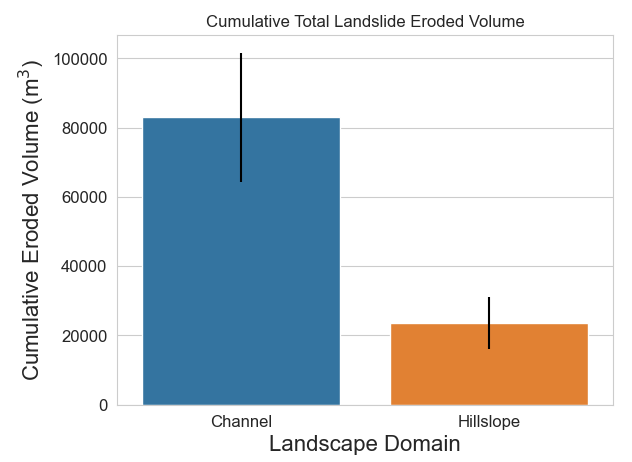 Cumulative Total Landslide Eroded Volume
Cumulative Eroded Volume (m³)
100000
80000
60000
40000
20000
0
Channel
Hillslope
Landscape Domain